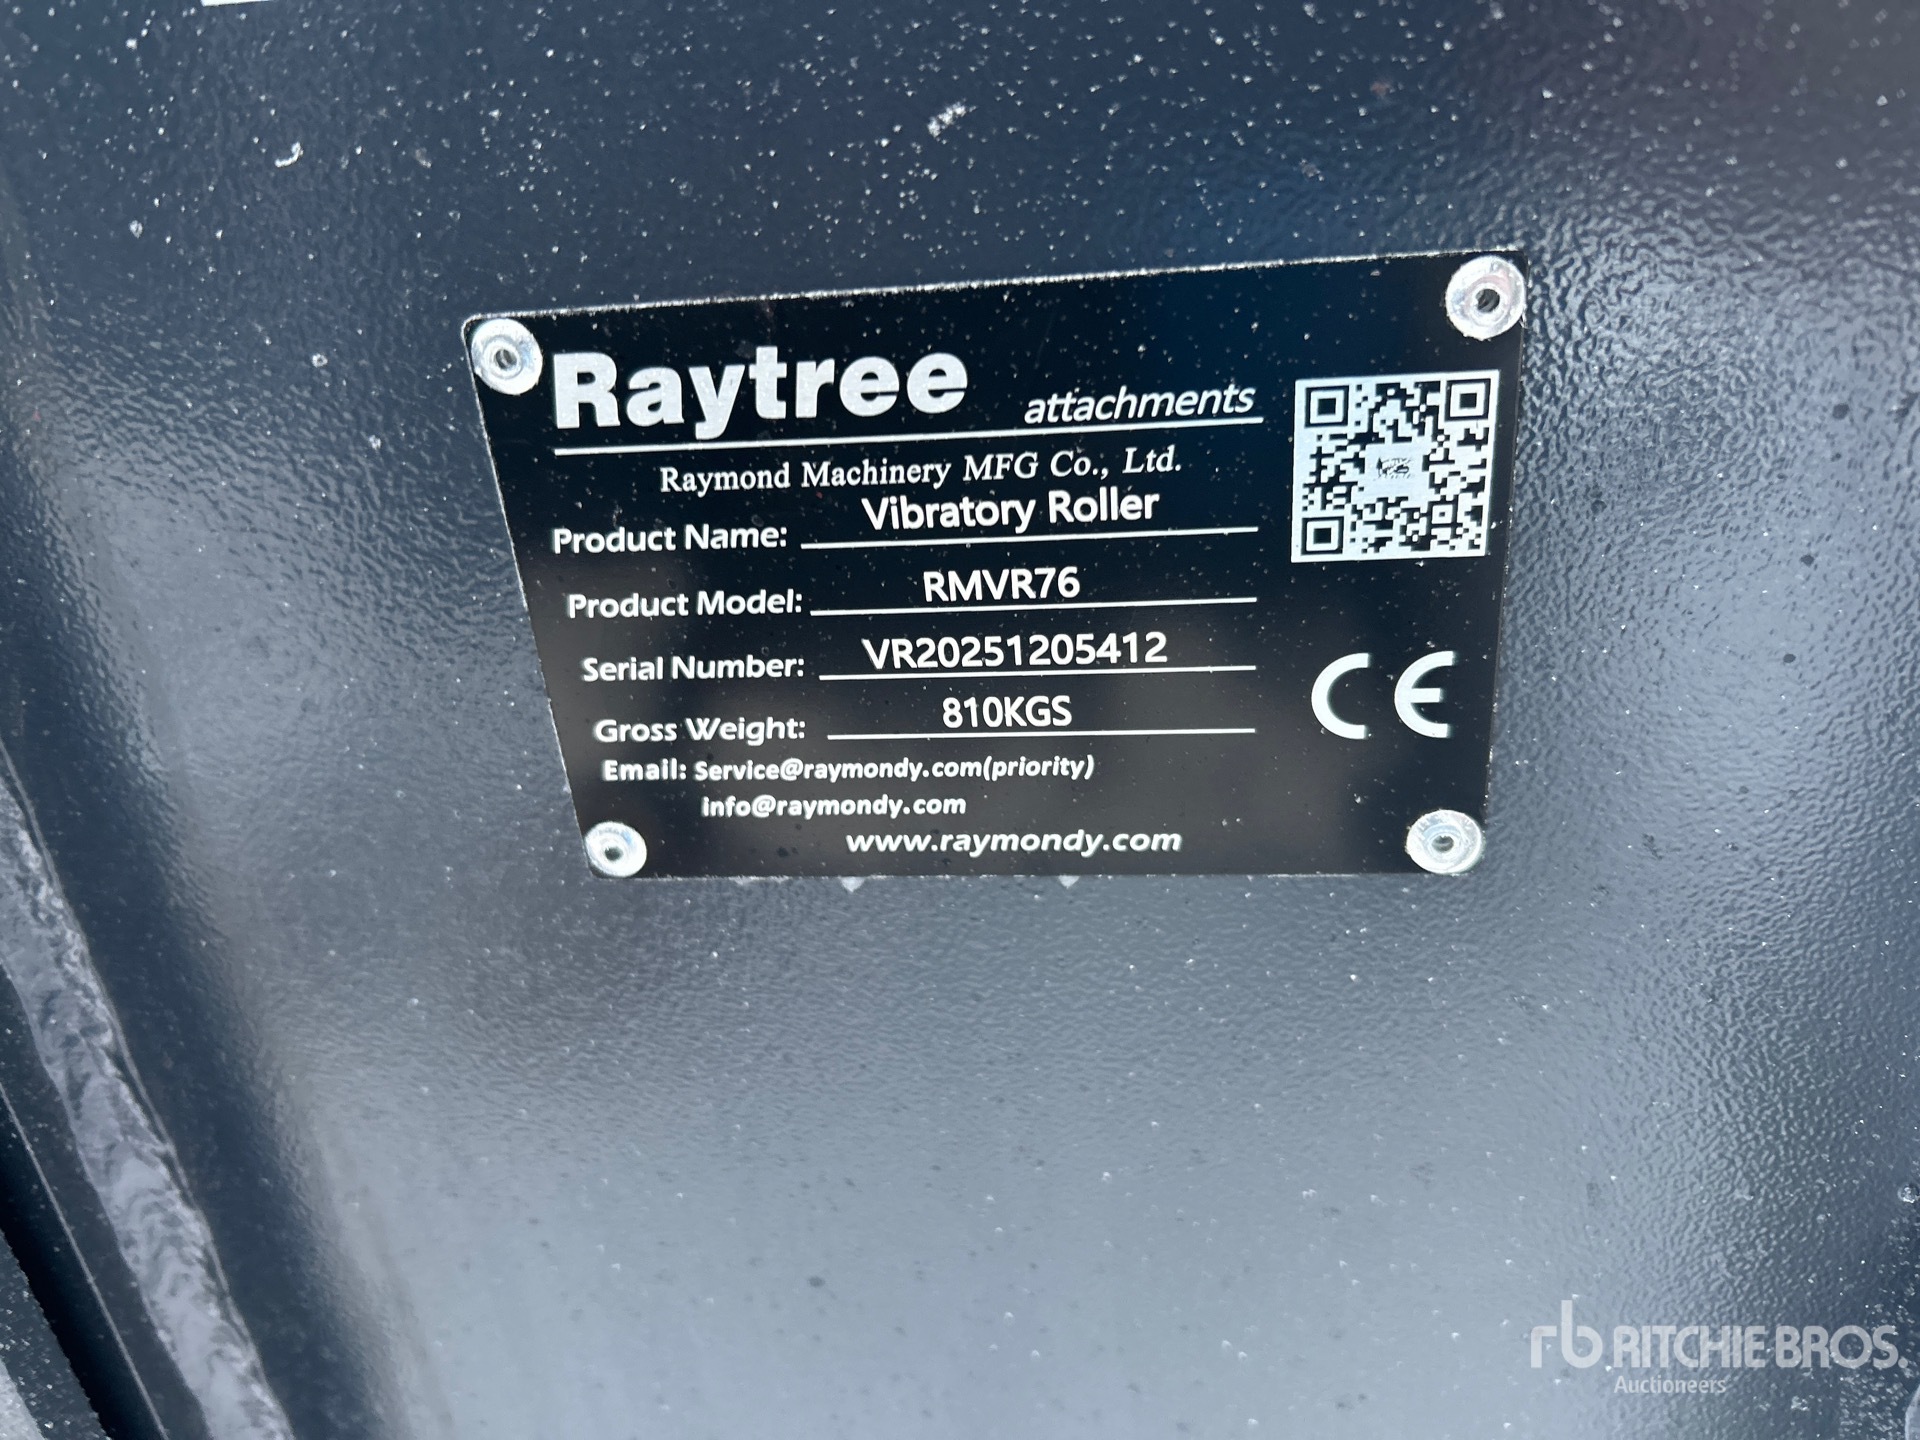 Raytree attachments
Raymond Machinery MFG Co., Ltd.
Product Name: Vibratory Roller
Product Model: RMVR76
Serial Number: VR20251205412
Gross Weight: 810KGS
CE
Email: Service@raymondy.com(priority)
info@raymondy.com
www.raymondy.com
rb RITCHIE BROS.
Auctioneers